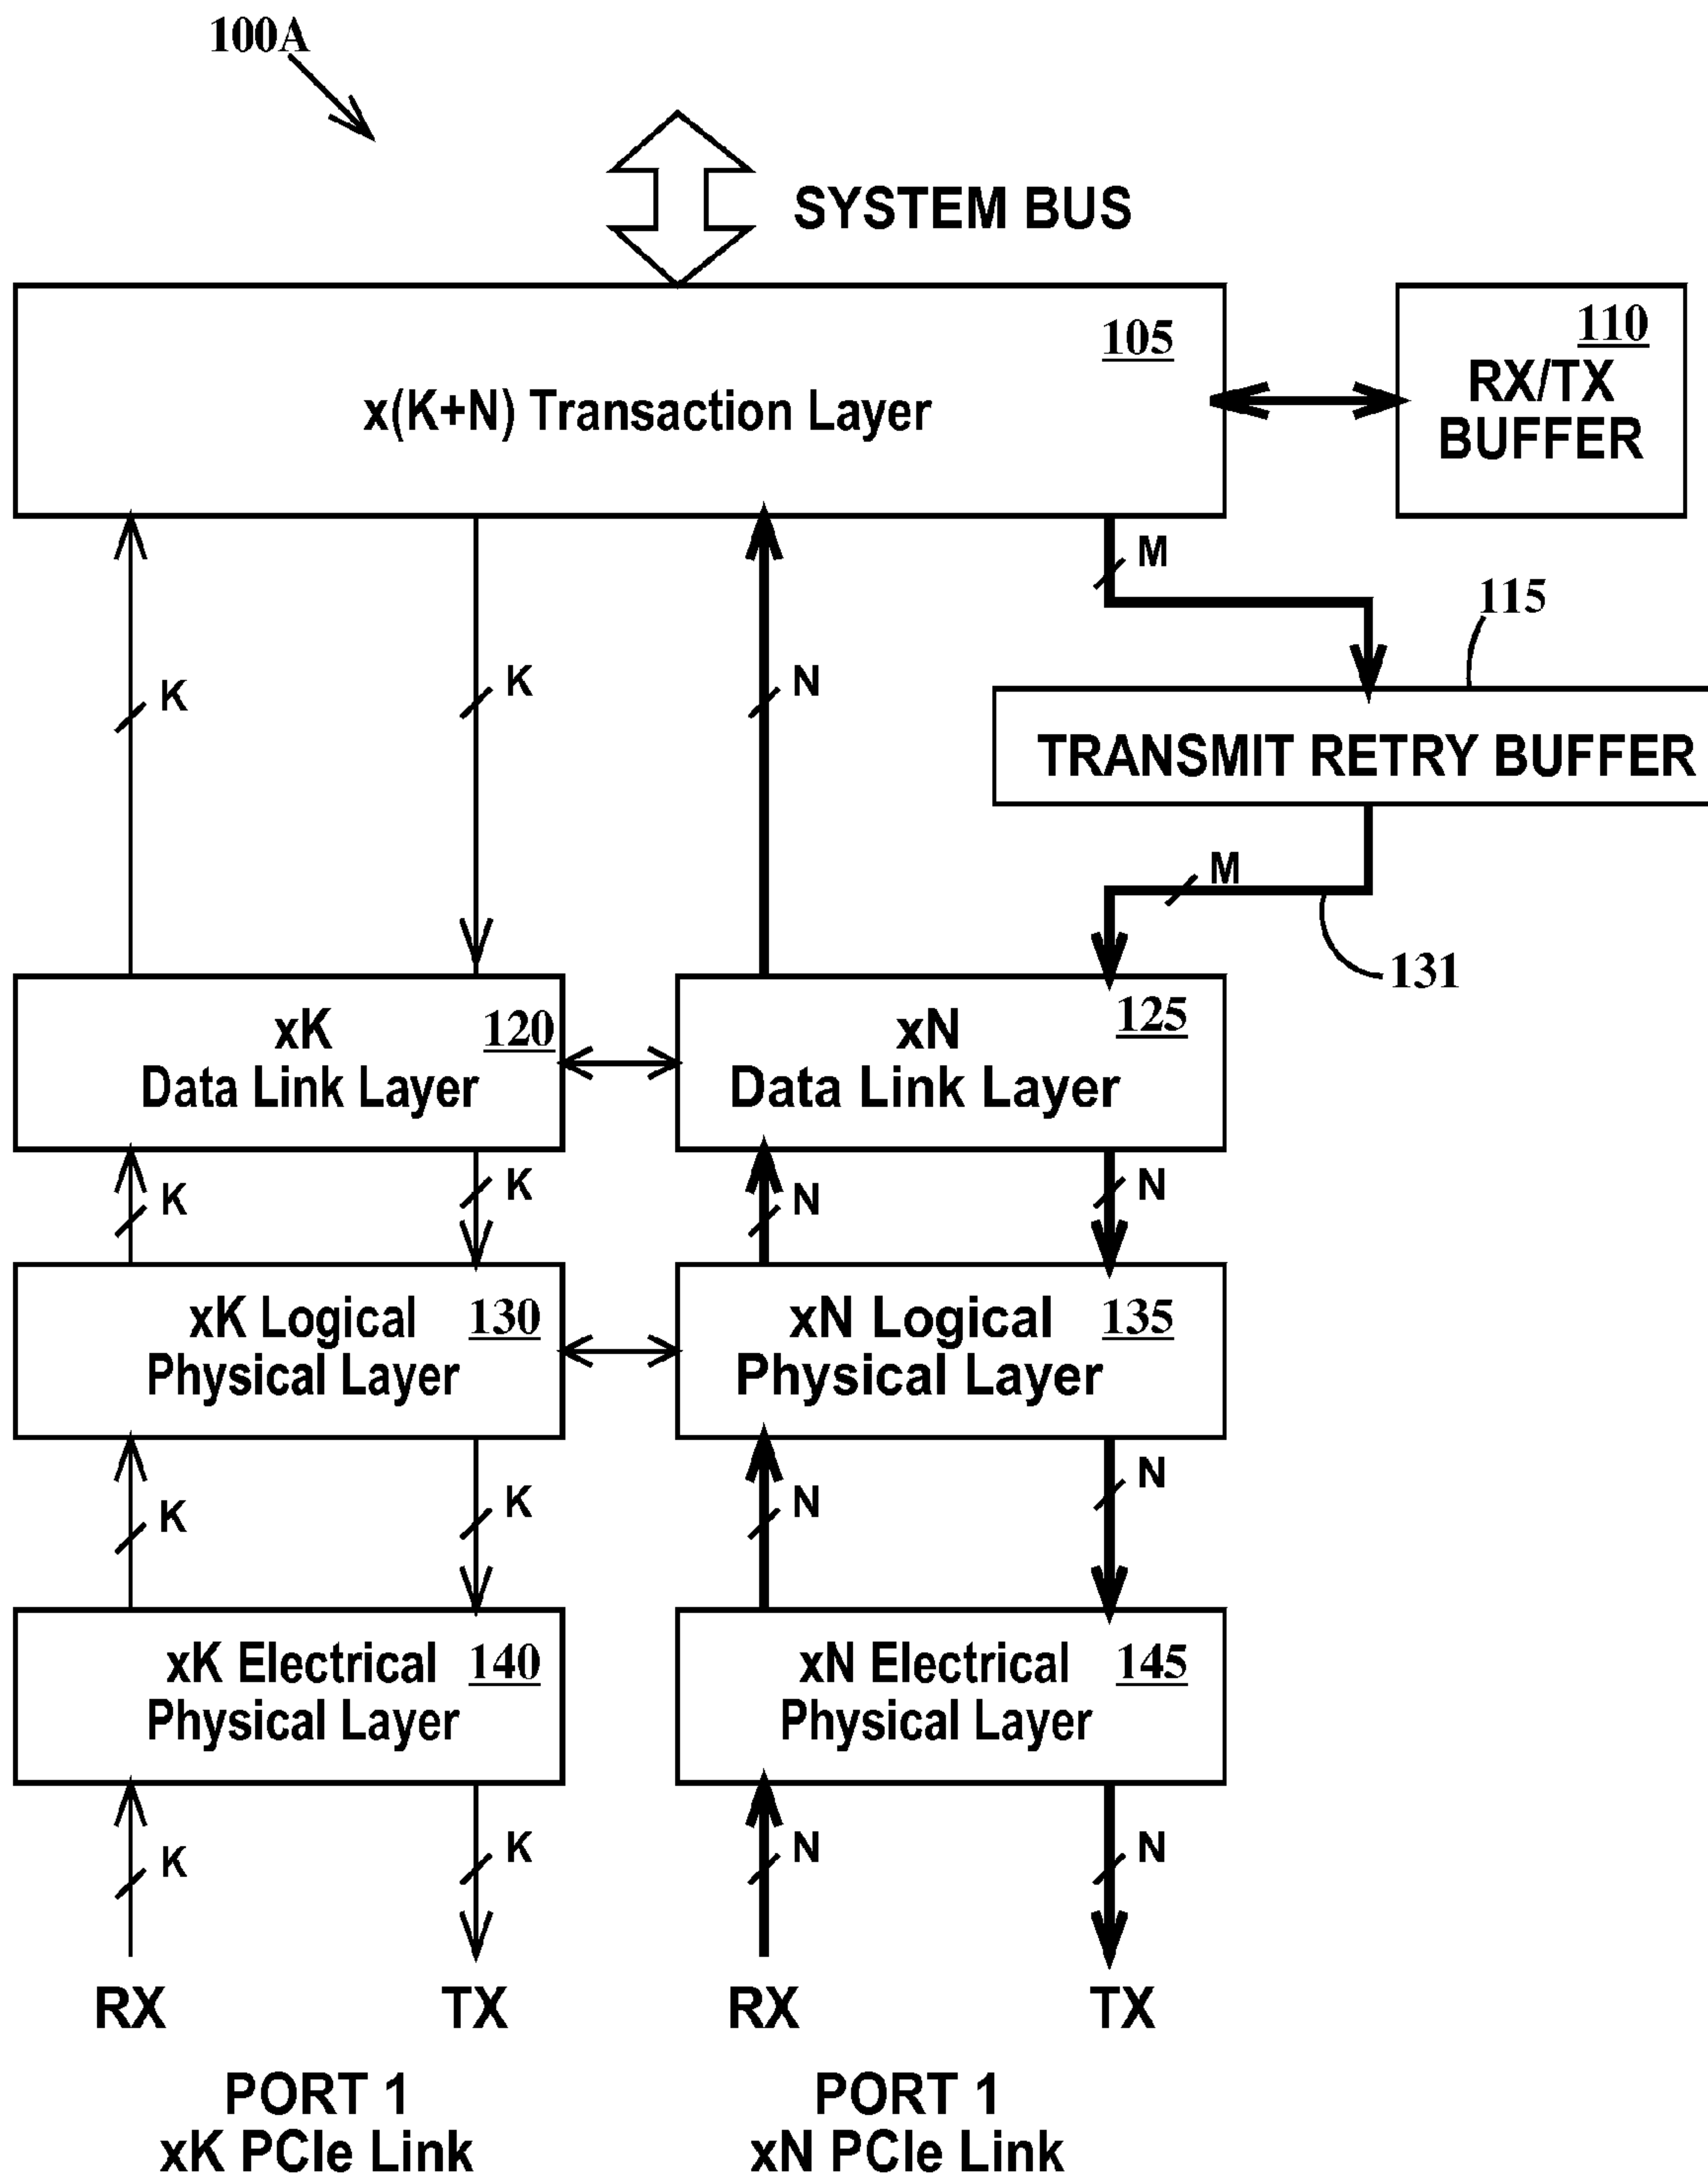 100A
SYSTEM BUS
105
x(K+N) Transaction Layer
110
RX/TX
BUFFER
M
115
K
K
N
TRANSMIT RETRY BUFFER
M
131
xK
Data Link Layer
120
xN
Data Link Layer
125
K
K
N
N
xK Logical
Physical Layer
130
xN Logical
Physical Layer
135
K
K
N
N
xK Electrical
Physical Layer
140
xN Electrical
Physical Layer
145
K
K
N
N
RX
TX
RX
TX
PORT 1
xK PCIe Link
PORT 1
xN PCIe Link